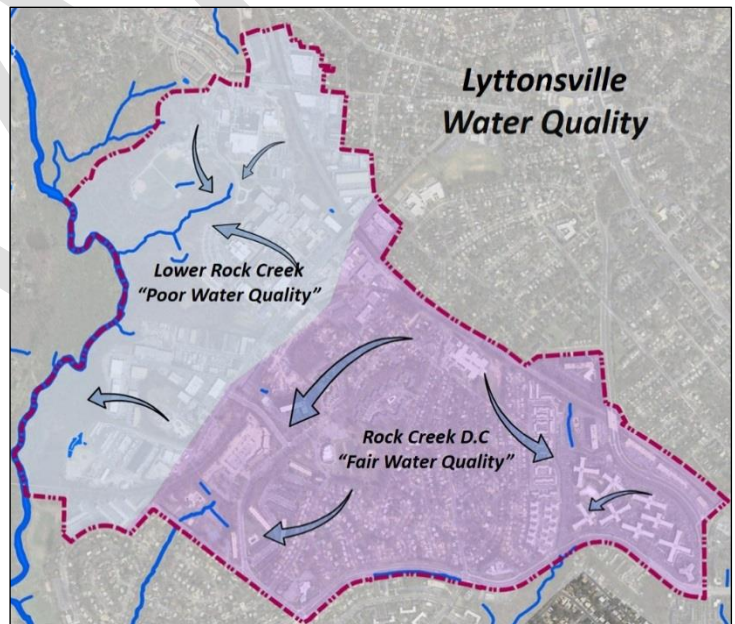 Lyttonsville
Water Quality
Lower Rock Creek
“Poor Water Quality”
Rock Creek D.C
“Fair Water Quality”